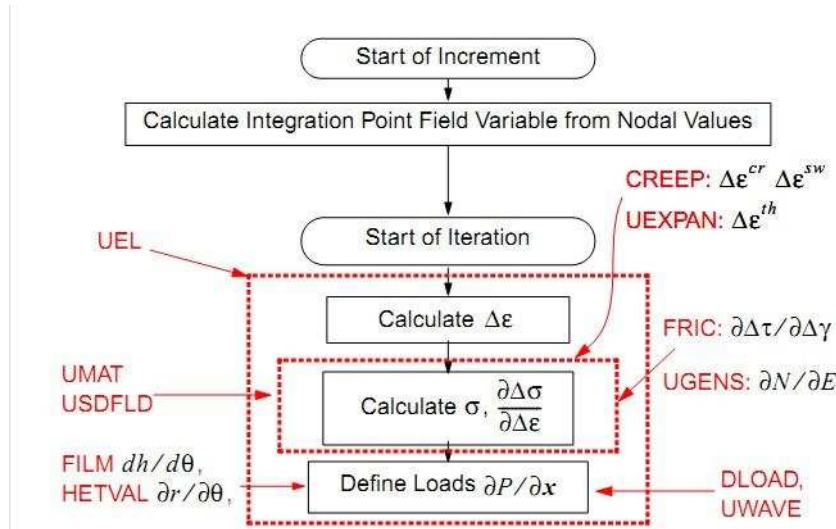 Start of Increment
Calculate Integration Point Field Variable from Nodal Values
CREEP: Δε^cr Δε^sw
UEXPAN: Δε^th
UEL
Start of Iteration
Calculate Δε
FRIC: ∂Δτ/∂Δγ
UGENS: ∂N/∂E
UMAT
USDFLD
Calculate σ, ∂Δσ/∂Δε
FILM dh/dθ,
HETVAL ∂r/∂θ,
Define Loads ∂P/∂x
DLOAD,
UWAVE